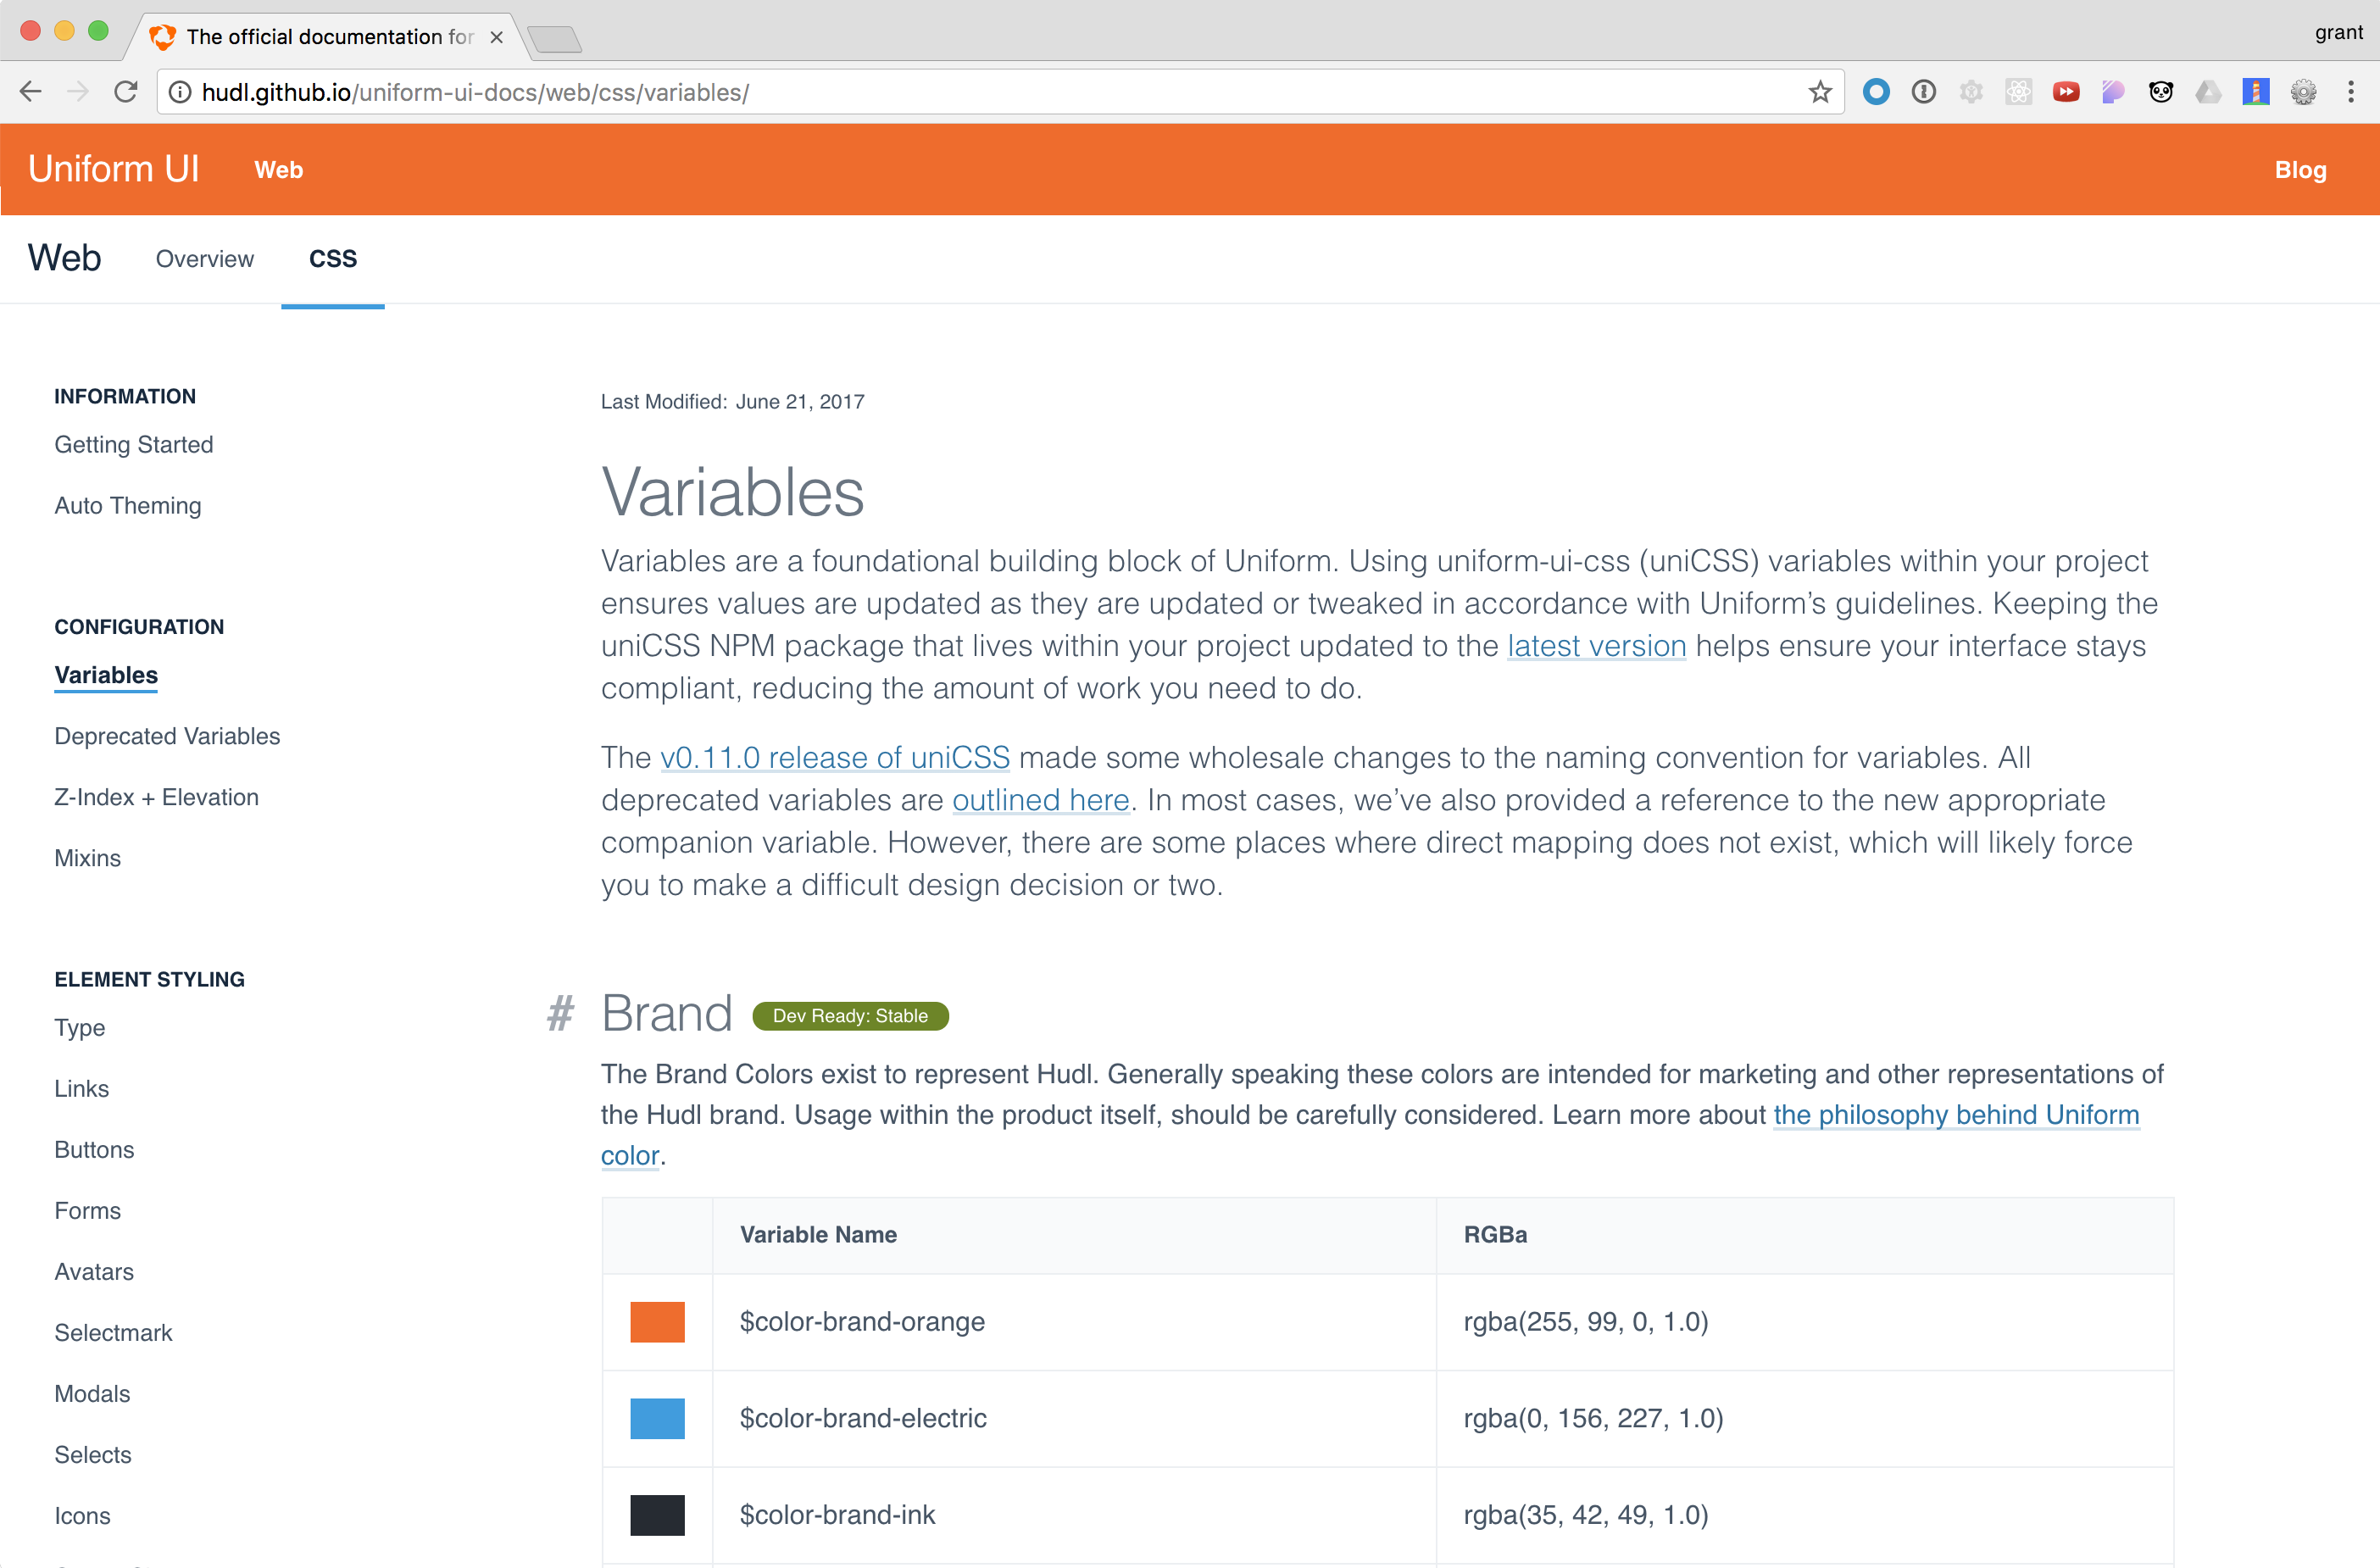 The official documentation for
grant
hudl.github.io/uniform-ui-docs/web/css/variables/
Uniform UI
Web
Blog
Web
Overview
CSS
INFORMATION
Getting Started
Auto Theming
CONFIGURATION
Variables
Deprecated Variables
Z-Index + Elevation
Mixins
ELEMENT STYLING
Type
Links
Buttons
Forms
Avatars
Selectmark
Modals
Selects
Icons
Last Modified: June 21, 2017
Variables
Variables are a foundational building block of Uniform. Using uniform-ui-css (uniCSS) variables within your project
ensures values are updated as they are updated or tweaked in accordance with Uniform’s guidelines. Keeping the
uniCSS NPM package that lives within your project updated to the latest version helps ensure your interface stays
compliant, reducing the amount of work you need to do.
The v0.11.0 release of uniCSS made some wholesale changes to the naming convention for variables. All
deprecated variables are outlined here. In most cases, we’ve also provided a reference to the new appropriate
companion variable. However, there are some places where direct mapping does not exist, which will likely force
you to make a difficult design decision or two.
# Brand Dev Ready: Stable
The Brand Colors exist to represent Hudl. Generally speaking these colors are intended for marketing and other representations of
the Hudl brand. Usage within the product itself, should be carefully considered. Learn more about the philosophy behind Uniform
color.
Variable Name RGBa
$color-brand-orange rgba(255, 99, 0, 1.0)
$color-brand-electric rgba(0, 156, 227, 1.0)
$color-brand-ink rgba(35, 42, 49, 1.0)